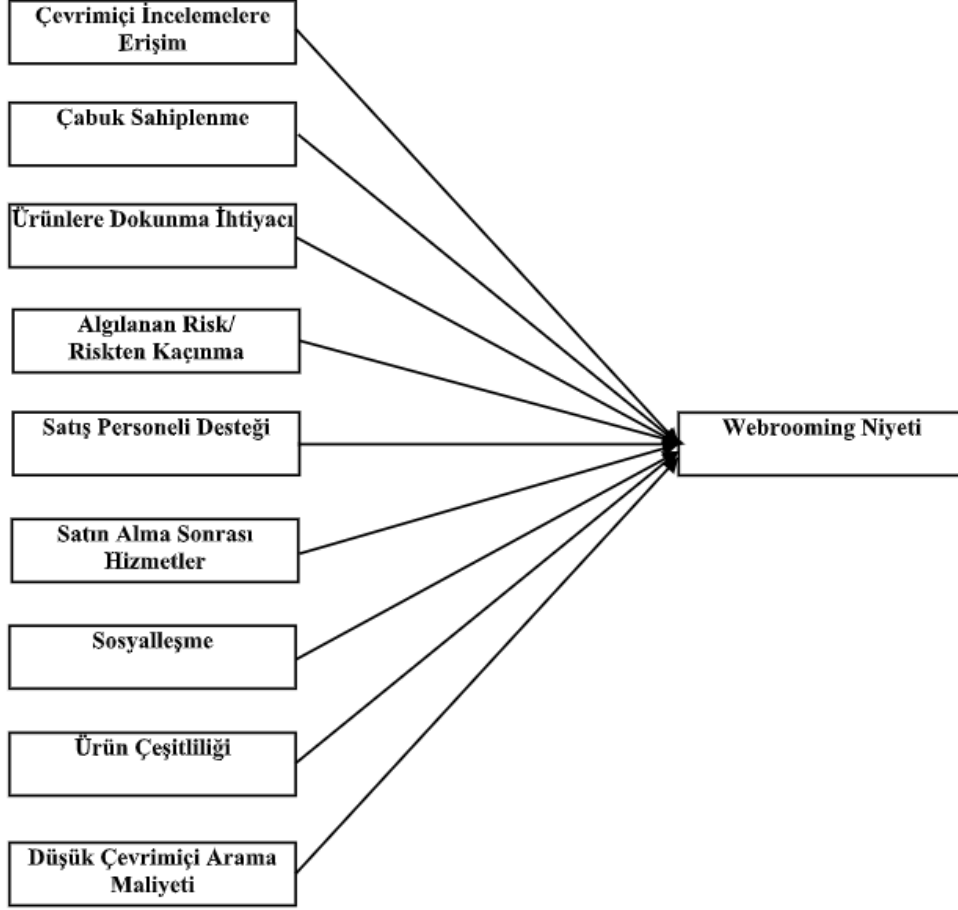 Çevrimiçi İncelemelere
Erişim
Çabuk Sahiplenme
Ürünlere Dokunma İhtiyacı
Algılanan Risk/
Riskten Kaçınma
Satış Personeli Desteği
Webrooming Niyeti
Satın Alma Sonrası
Hizmetler
Sosyalleşme
Ürün Çeşitliliği
Düşük Çevrimiçi Arama
Maliyeti